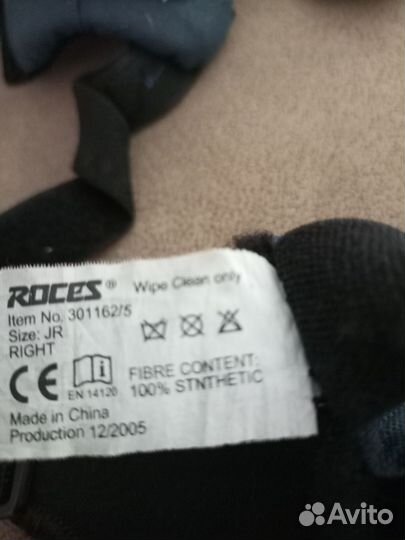 ROCES® Wipe Clean only
Item No. 301162/5
Size: JR
RIGHT
CE EN 14120
FIBRE CONTENT:
100% STNTHETIC
Made in China
Production 12/2005
Avito